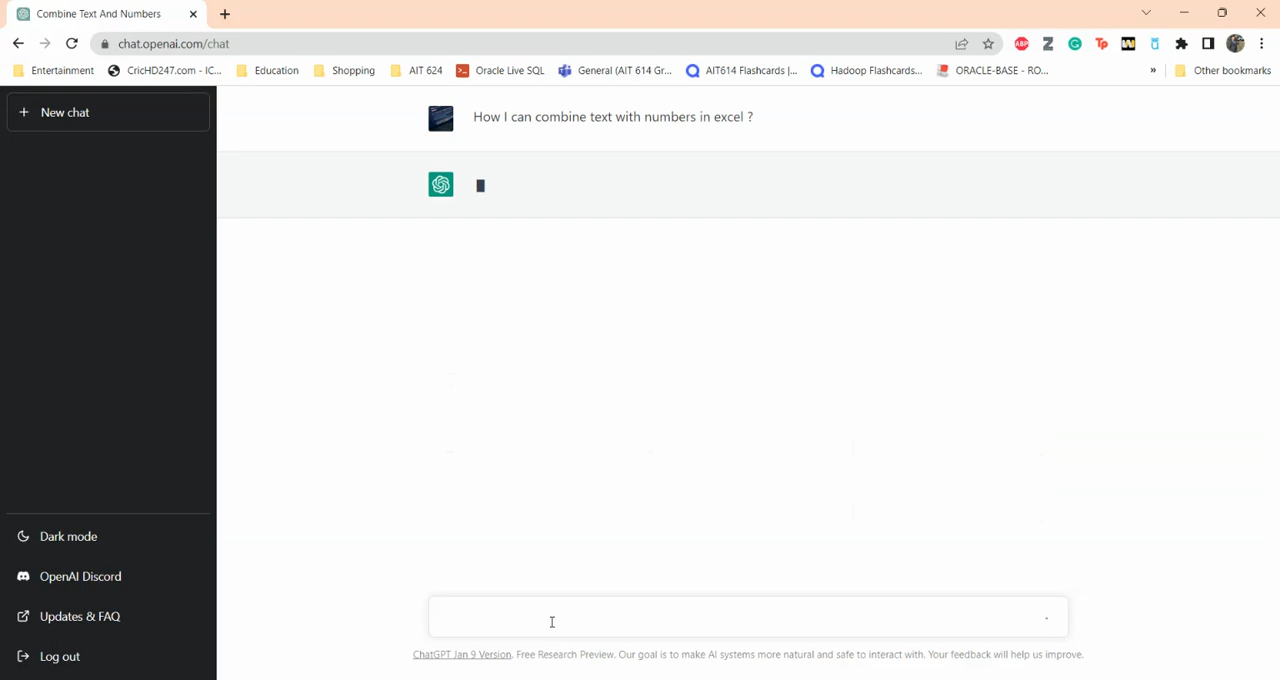 Combine Text And Numbers
chat.openai.com/chat
ABP
Z
G
Tp
W
Entertainment
CricHD247.com - IC...
Education
Shopping
AIT 624
Oracle Live SQL
General (AIT 614 Gr...
AIT614 Flashcards |...
Hadoop Flashcards...
ORACLE-BASE - RO...
»
Other bookmarks
+ New chat
How I can combine text with numbers in excel ?
Dark mode
OpenAI Discord
Updates & FAQ
Log out
ChatGPT Jan 9 Version. Free Research Preview. Our goal is to make AI systems more natural and safe to interact with. Your feedback will help us improve.